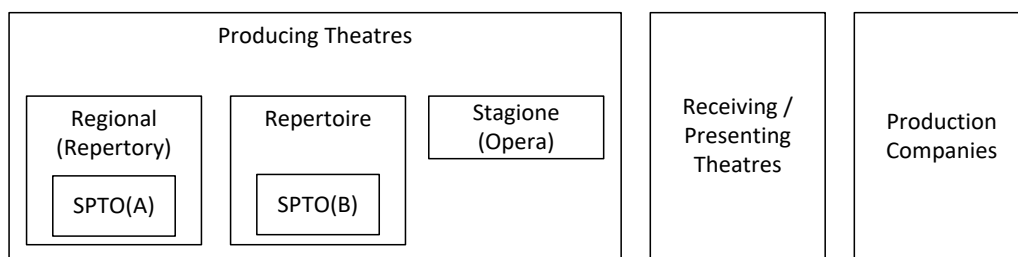 Producing Theatres
Regional
(Repertory)
SPTO(A)
Repertoire
SPTO(B)
Stagione
(Opera)
Receiving /
Presenting
Theatres
Production
Companies